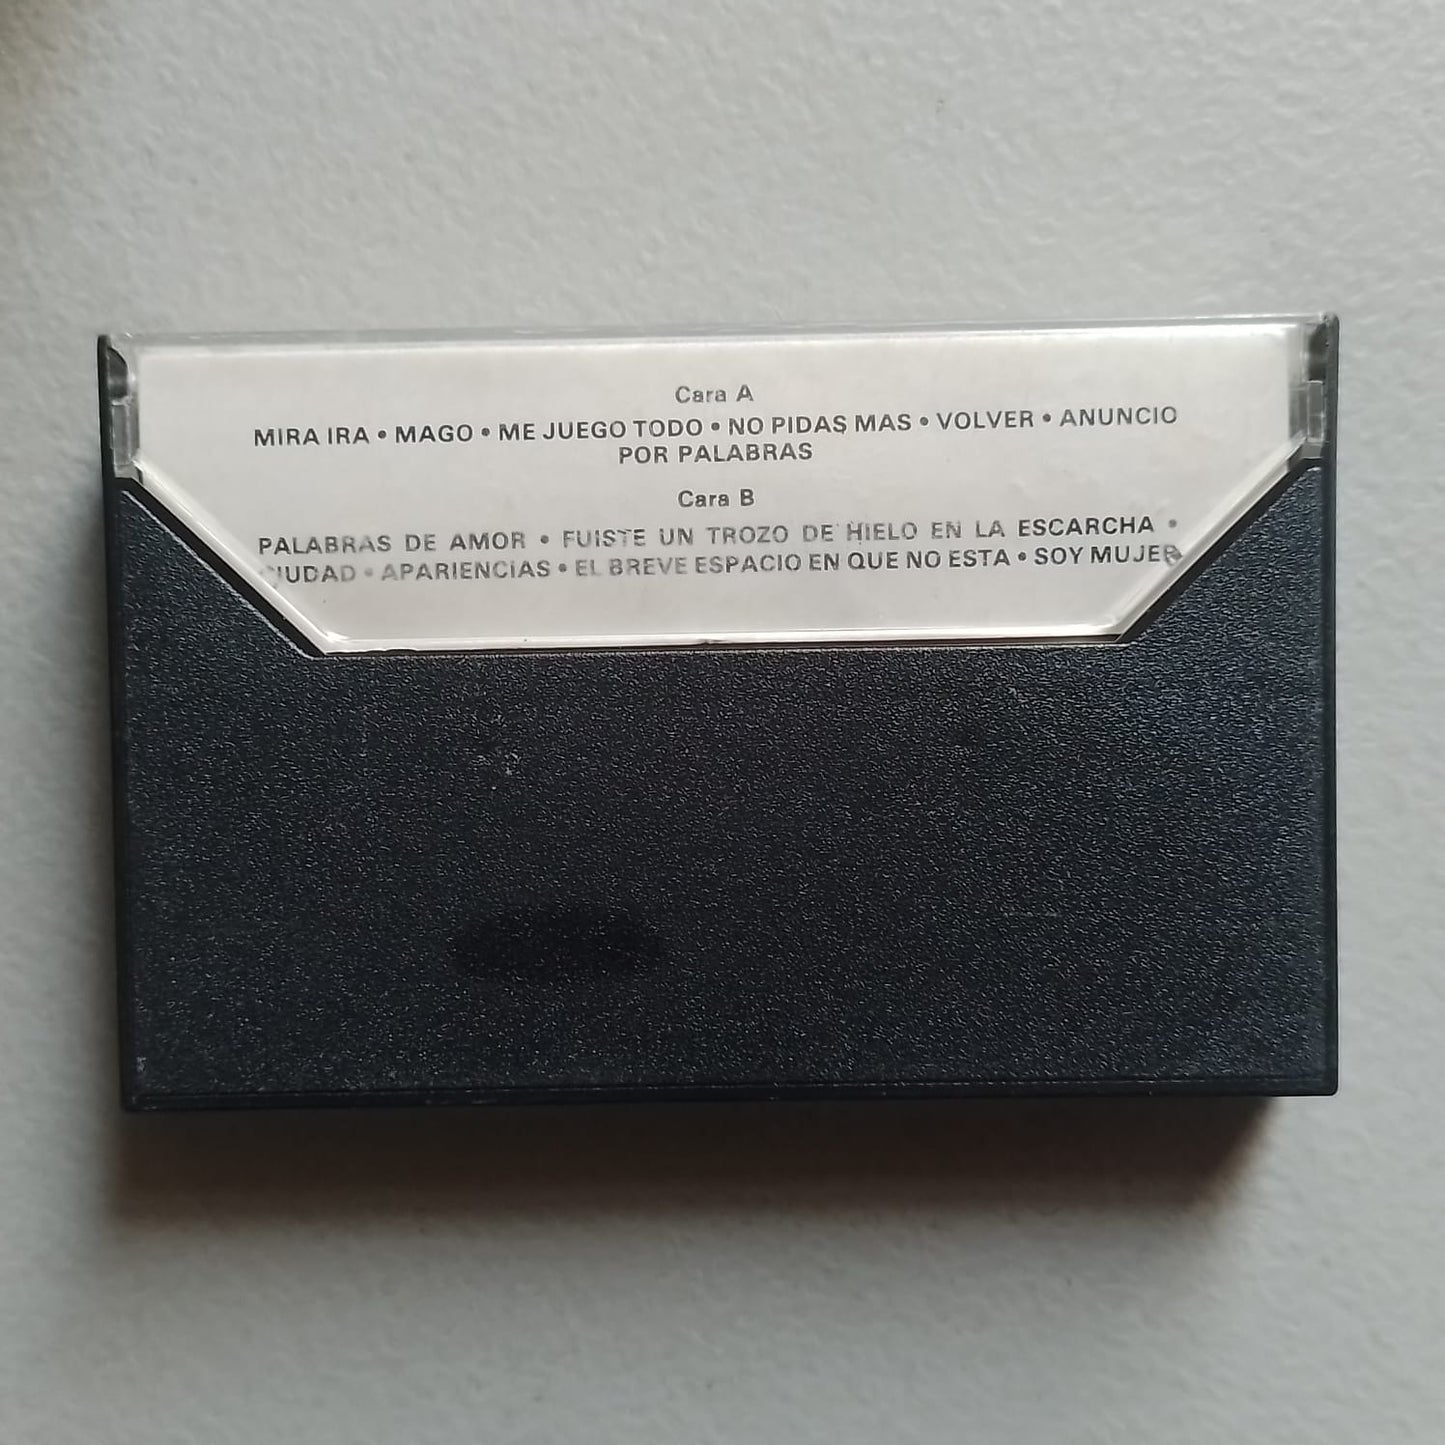 Cara A
MIRA IRA • MAGO • ME JUEGO TODO • NO PIDAS MAS • VOLVER • ANUNCIO
POR PALABRAS
Cara B
PALABRAS DE AMOR • FUISTE UN TROZO DE HIELO EN LA ESCARCHA •
CIUDAD • APARIENCIAS • EL BREVE ESPACIO EN QUE NO ESTA • SOY MUJER